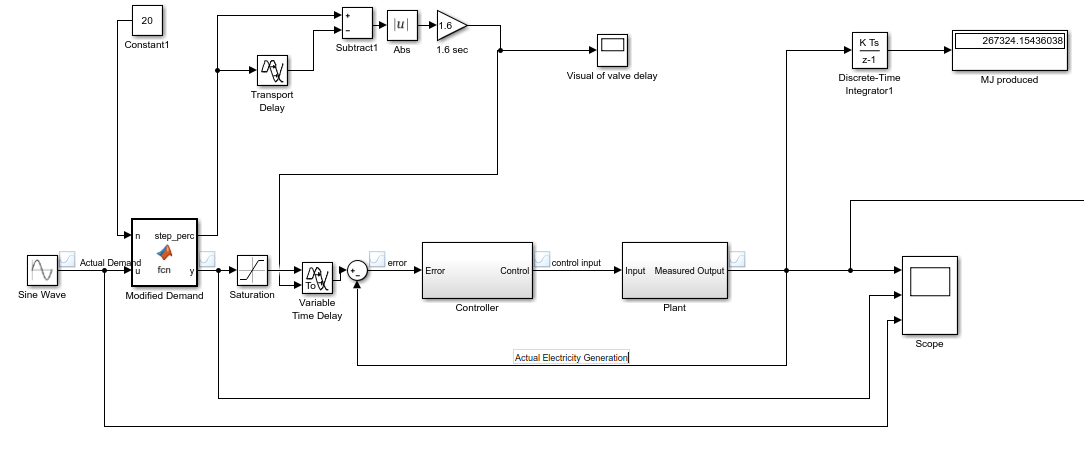 20
Constant1
+
−
Subtract1
|u|
Abs
1.6
1.6 sec
Visual of valve delay
K Ts
z-1
Discrete-Time
Integrator1
267324.15436038
MJ produced
Transport
Delay
n
step_perc
Actual Demand
u
fcn
y
Modified Demand
Sine Wave
Saturation
To
Variable
Time Delay
+
−
error
Error
Control
Controller
control input
Input
Measured Output
Plant
Scope
Actual Electricity Generation